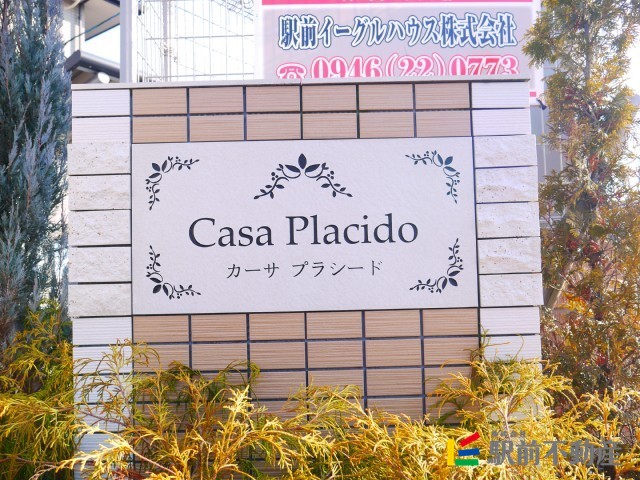 駅前イーグルハウス株式会社
☎0946(22)0773
Casa Placido
カーサ プラシード
駅前不動産